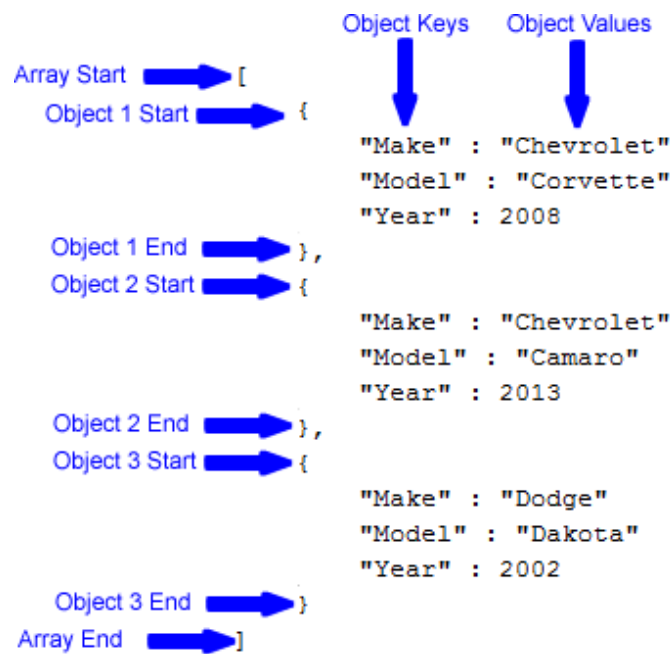 Object Keys Object Values
Array Start [
Object 1 Start {
"Make" : "Chevrolet"
"Model" : "Corvette"
"Year" : 2008
Object 1 End },
Object 2 Start {
"Make" : "Chevrolet"
"Model" : "Camaro"
"Year" : 2013
Object 2 End },
Object 3 Start {
"Make" : "Dodge"
"Model" : "Dakota"
"Year" : 2002
Object 3 End }
Array End ]